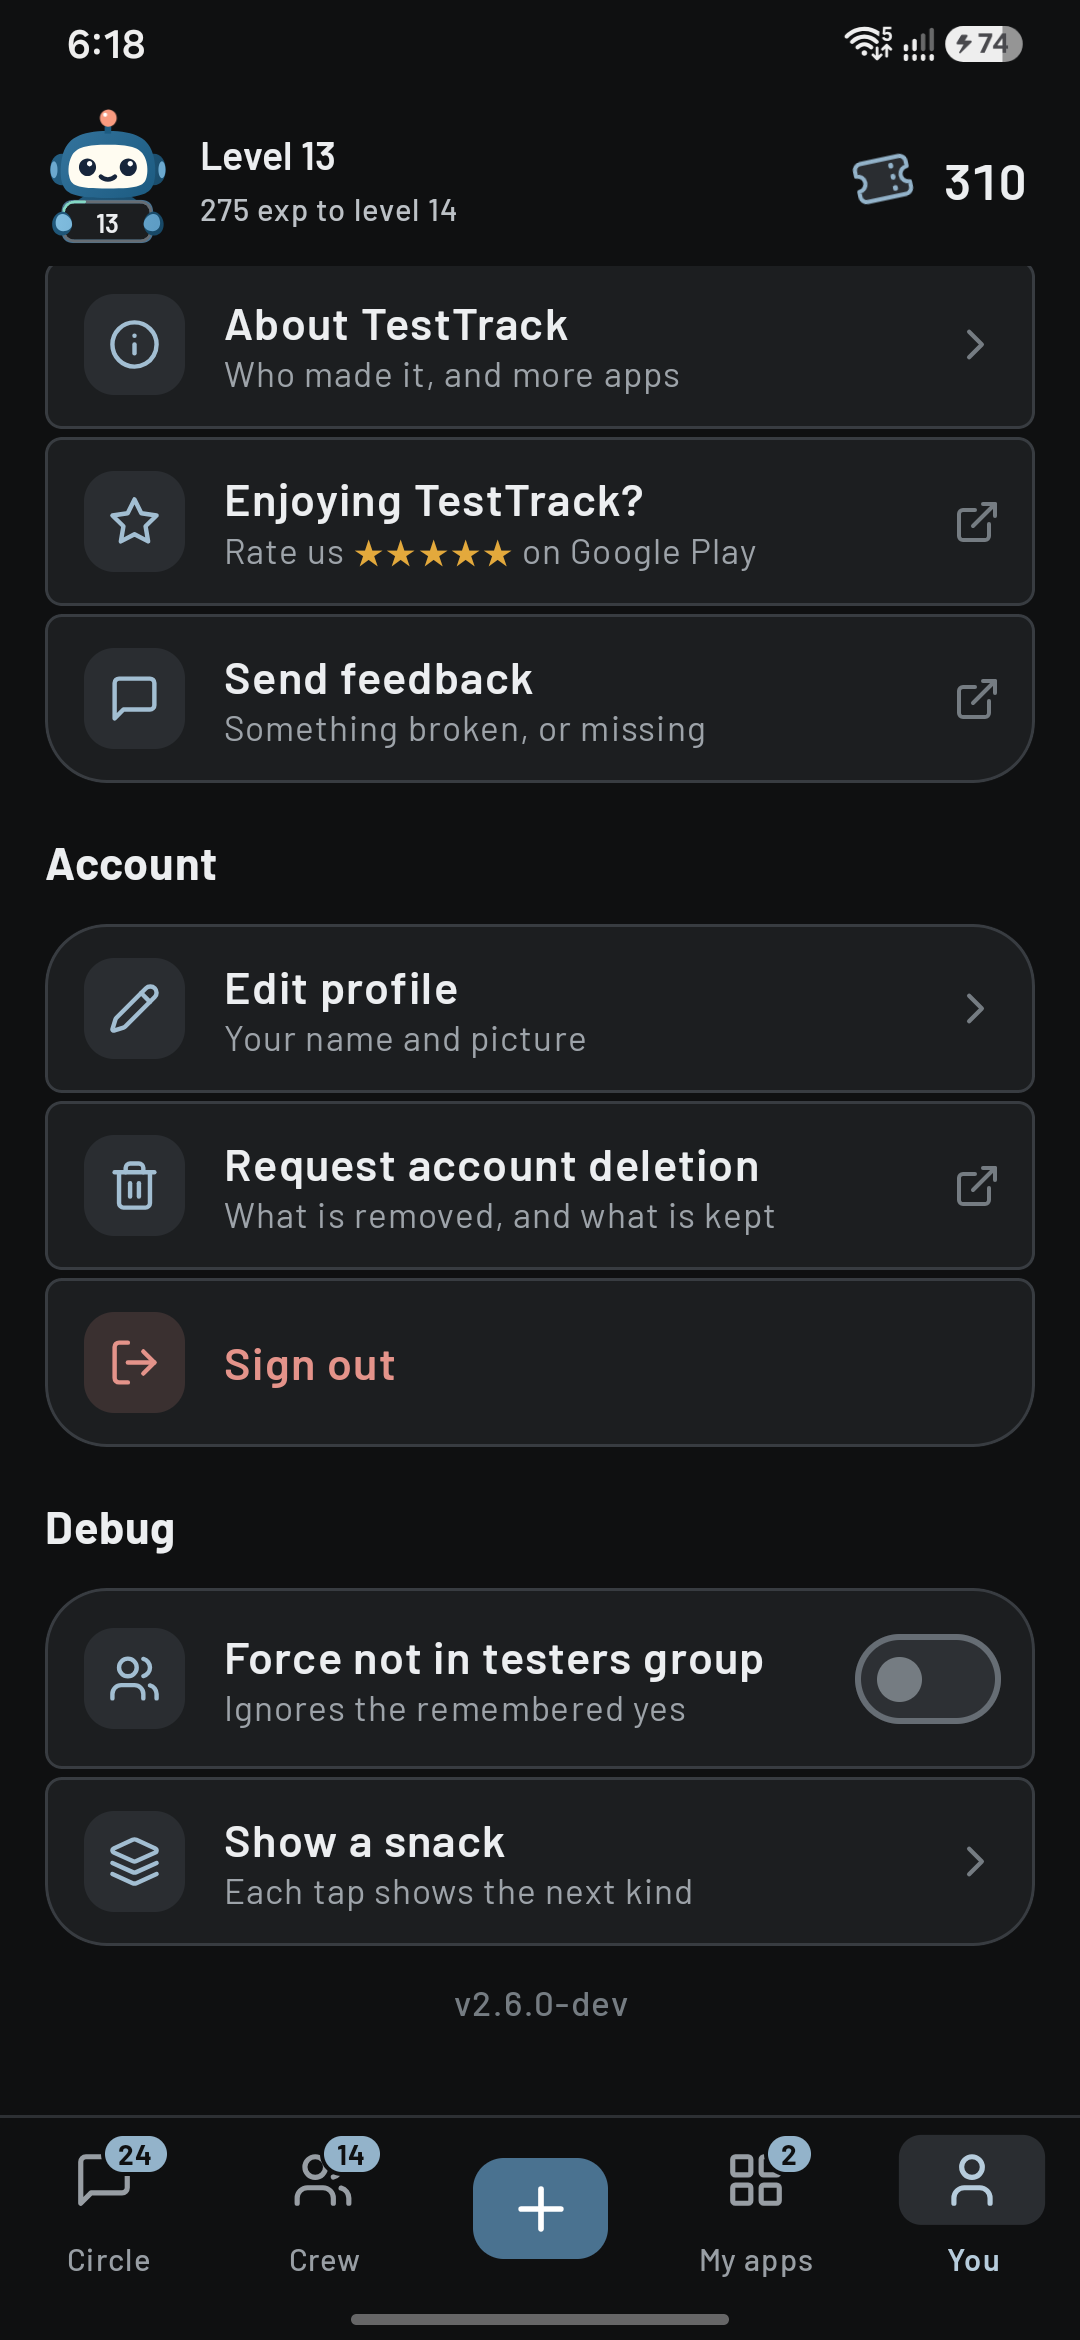 6:18
5
74
Level 13
275 exp to level 14
13
310
About TestTrack
Who made it, and more apps
Enjoying TestTrack?
Rate us ★★★★★ on Google Play
Send feedback
Something broken, or missing
Account
Edit profile
Your name and picture
Request account deletion
What is removed, and what is kept
Sign out
Debug
Force not in testers group
Ignores the remembered yes
Show a snack
Each tap shows the next kind
v2.6.0-dev
24
14
2
Circle
Crew
My apps
You